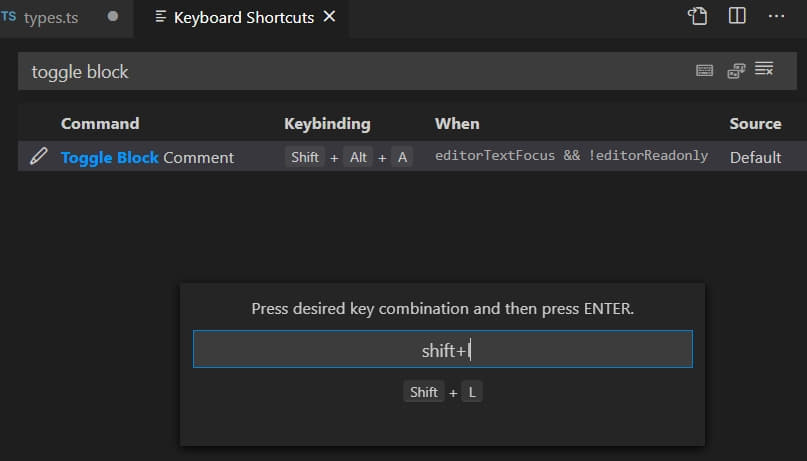 TS types.ts Keyboard Shortcuts
toggle block
Command Keybinding When Source
Toggle Block Comment Shift + Alt + A editorTextFocus && !editorReadonly Default
Press desired key combination and then press ENTER.
shift+l
Shift + L